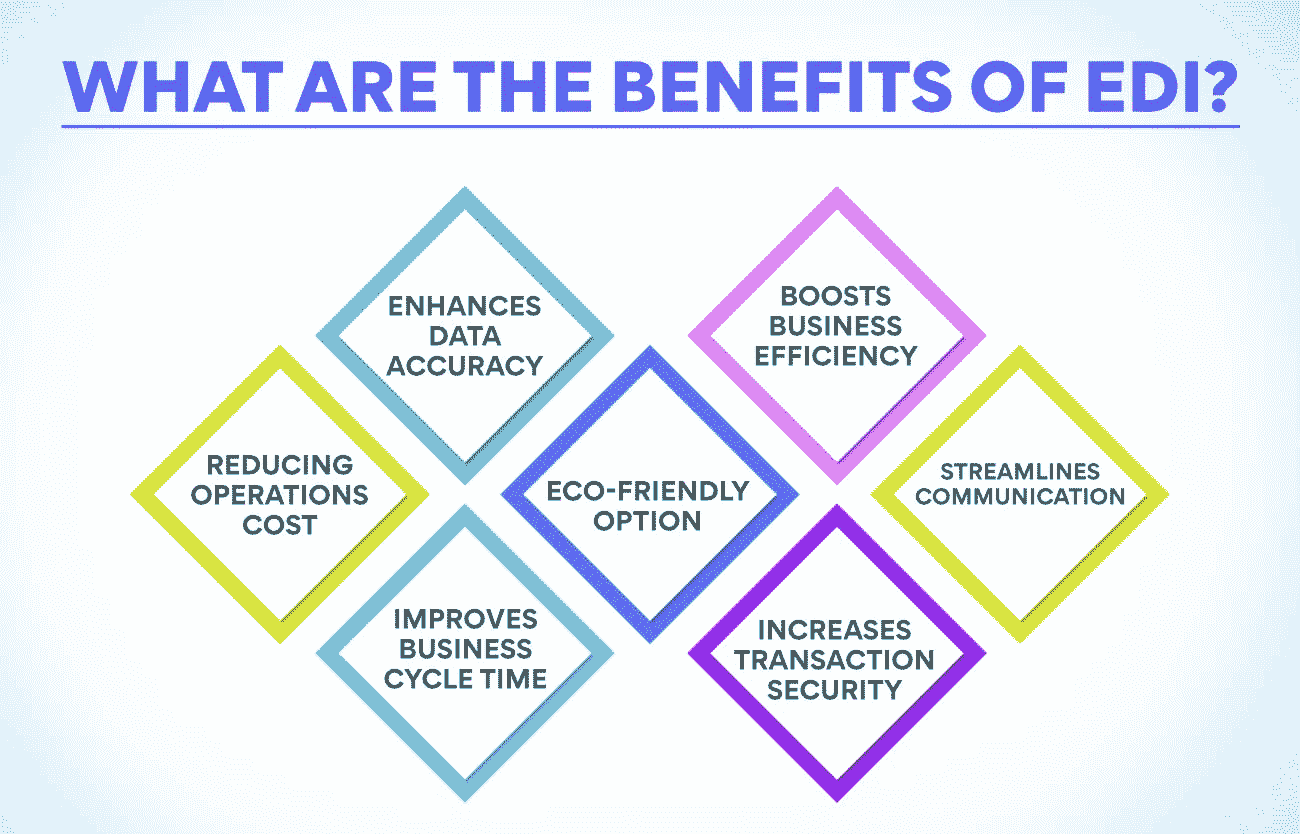 WHAT ARE THE BENEFITS OF EDI?
ENHANCES
DATA
ACCURACY
BOOSTS
BUSINESS
EFFICIENCY
REDUCING
OPERATIONS
COST
ECO-FRIENDLY
OPTION
STREAMLINES
COMMUNICATION
IMPROVES
BUSINESS
CYCLE TIME
INCREASES
TRANSACTION
SECURITY